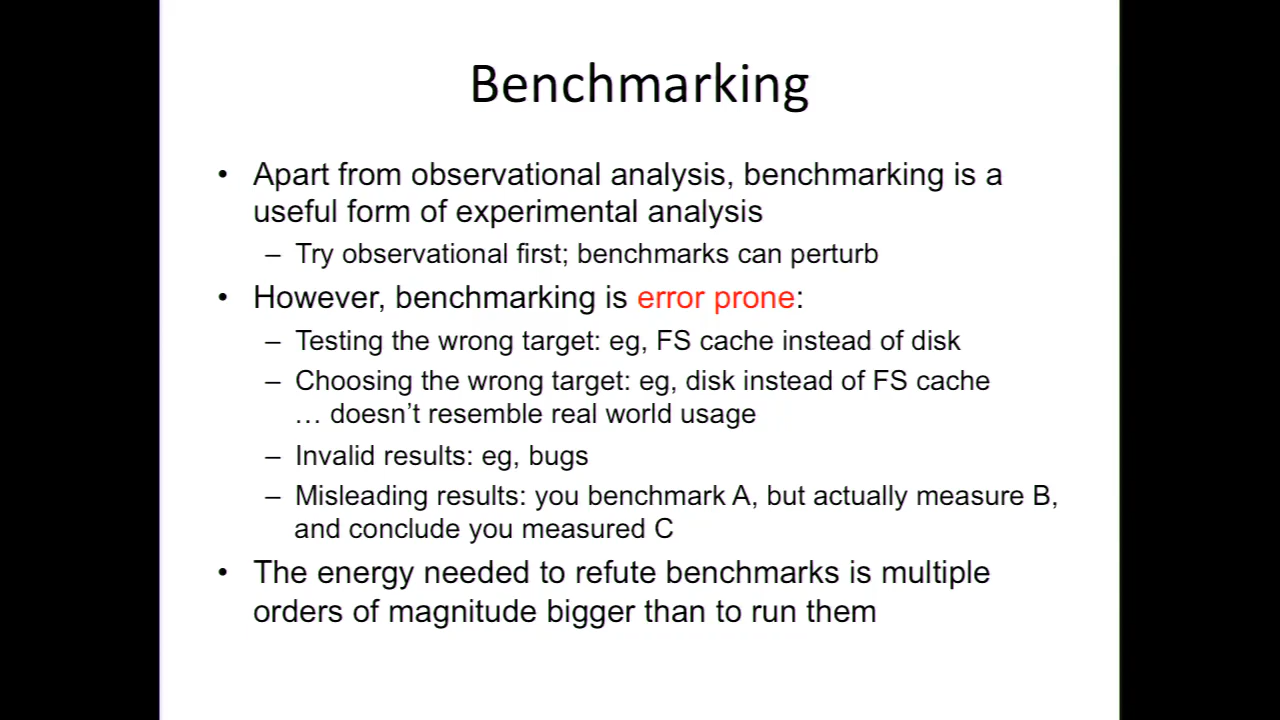 Benchmarking
• Apart from observational analysis, benchmarking is a
useful form of experimental analysis
– Try observational first; benchmarks can perturb
• However, benchmarking is error prone:
– Testing the wrong target: eg, FS cache instead of disk
– Choosing the wrong target: eg, disk instead of FS cache
… doesn’t resemble real world usage
– Invalid results: eg, bugs
– Misleading results: you benchmark A, but actually measure B,
and conclude you measured C
• The energy needed to refute benchmarks is multiple
orders of magnitude bigger than to run them